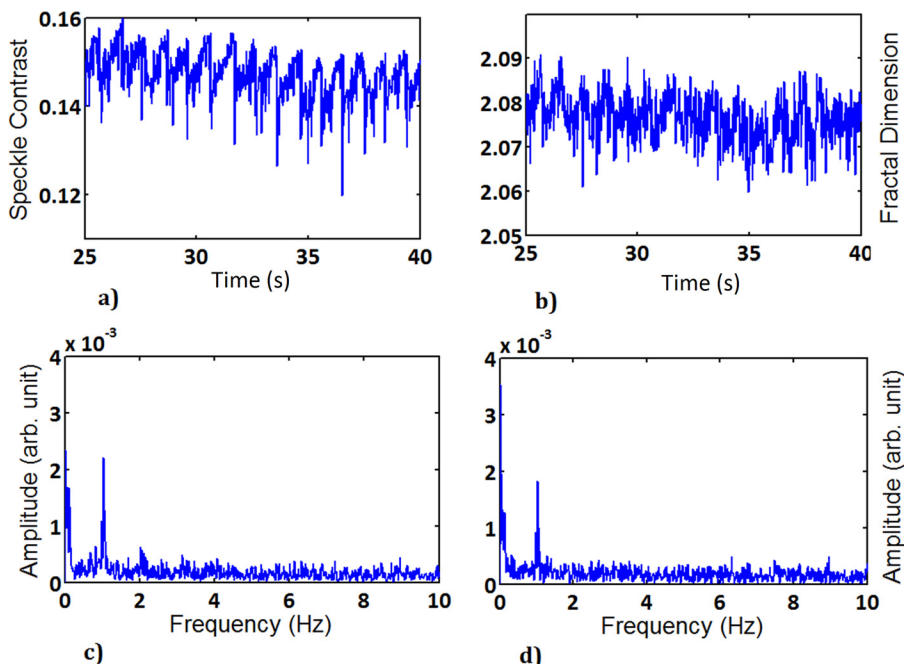 Speckle Contrast
0.16
0.14
0.12
25
30
35
40
Time (s)
a)
2.09
2.08
2.07
2.06
2.05
25
30
35
40
Time (s)
Fractal Dimension
b)
x 10⁻³
Amplitude (arb. unit)
4
3
2
1
0
0
2
4
6
8
10
Frequency (Hz)
c)
x 10⁻³
4
3
2
1
0
0
2
4
6
8
10
Frequency (Hz)
Amplitude (arb. unit)
d)